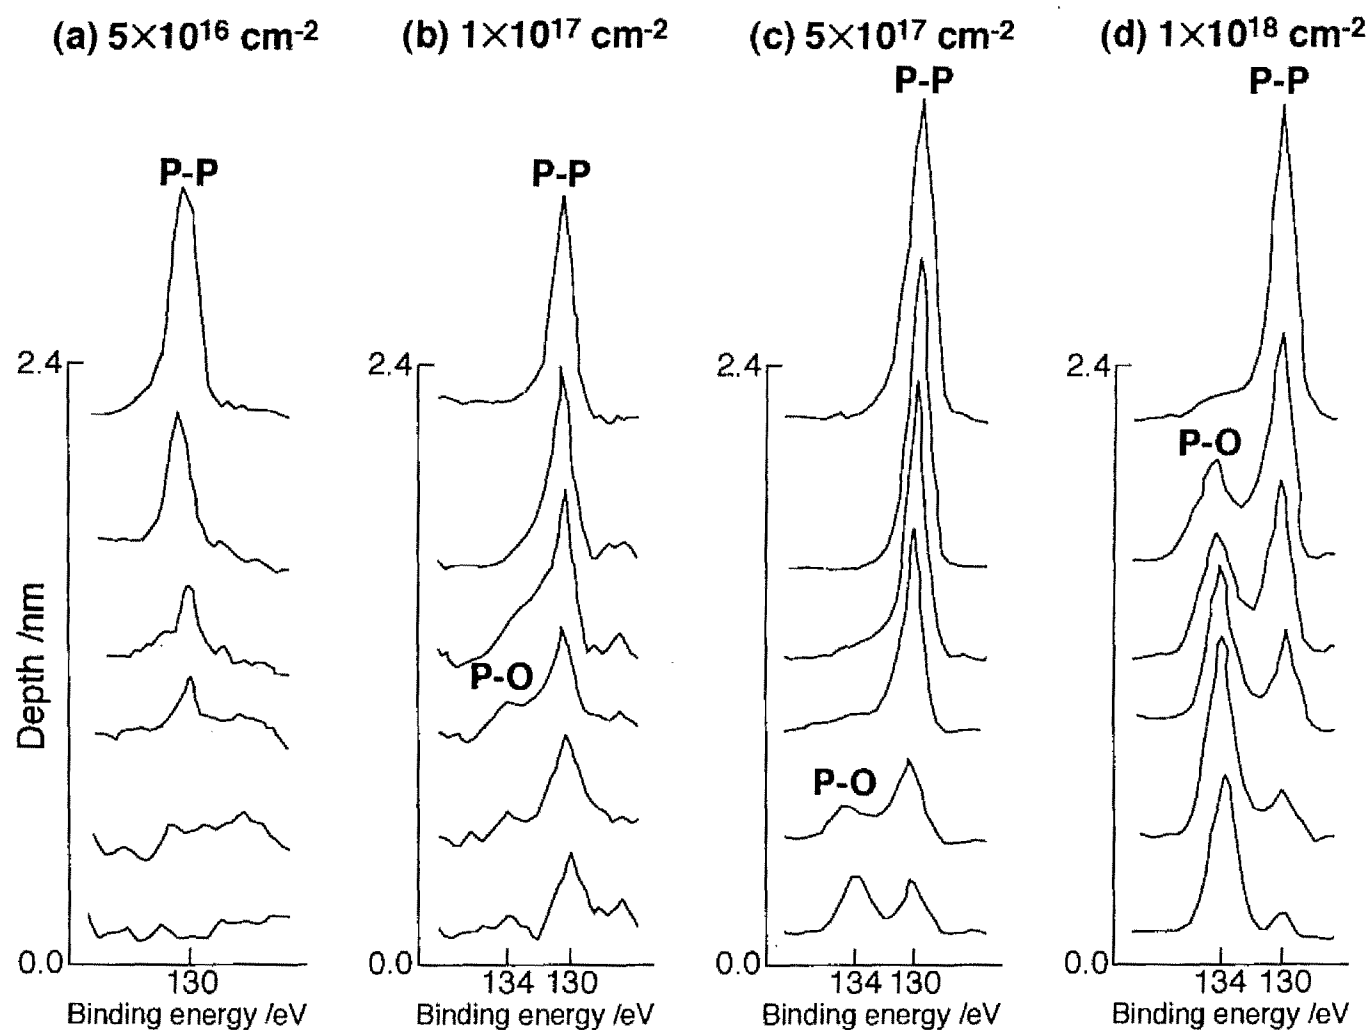 (a) 5×10¹⁶ cm⁻² (b) 1×10¹⁷ cm⁻² (c) 5×10¹⁷ cm⁻² (d) 1×10¹⁸ cm⁻²
P-P P-P
P-P P-P
2.4 2.4 2.4 2.4
P-O
Depth /nm
P-O
P-O
0.0 0.0 0.0 0.0
130 134 130 134 130 134 130
Binding energy /eV Binding energy /eV Binding energy /eV Binding energy /eV